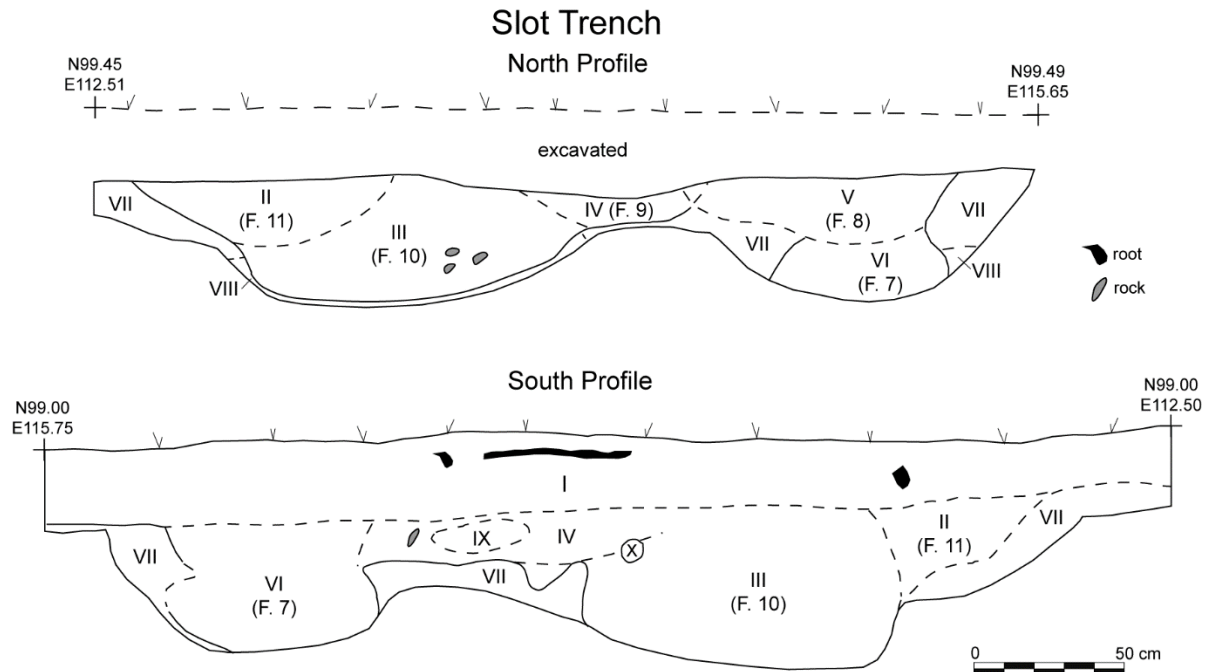 Slot Trench
North Profile
N99.45
E112.51
N99.49
E115.65
excavated
VII
II
(F. 11)
III
(F. 10)
IV (F. 9)
V
(F. 8)
VII
VII
VI
(F. 7)
VIII
VIII
root
rock
South Profile
N99.00
E115.75
N99.00
E112.50
I
VII
VI
(F. 7)
IX
IV
X
VII
III
(F. 10)
II
(F. 11)
VII
0
50 cm